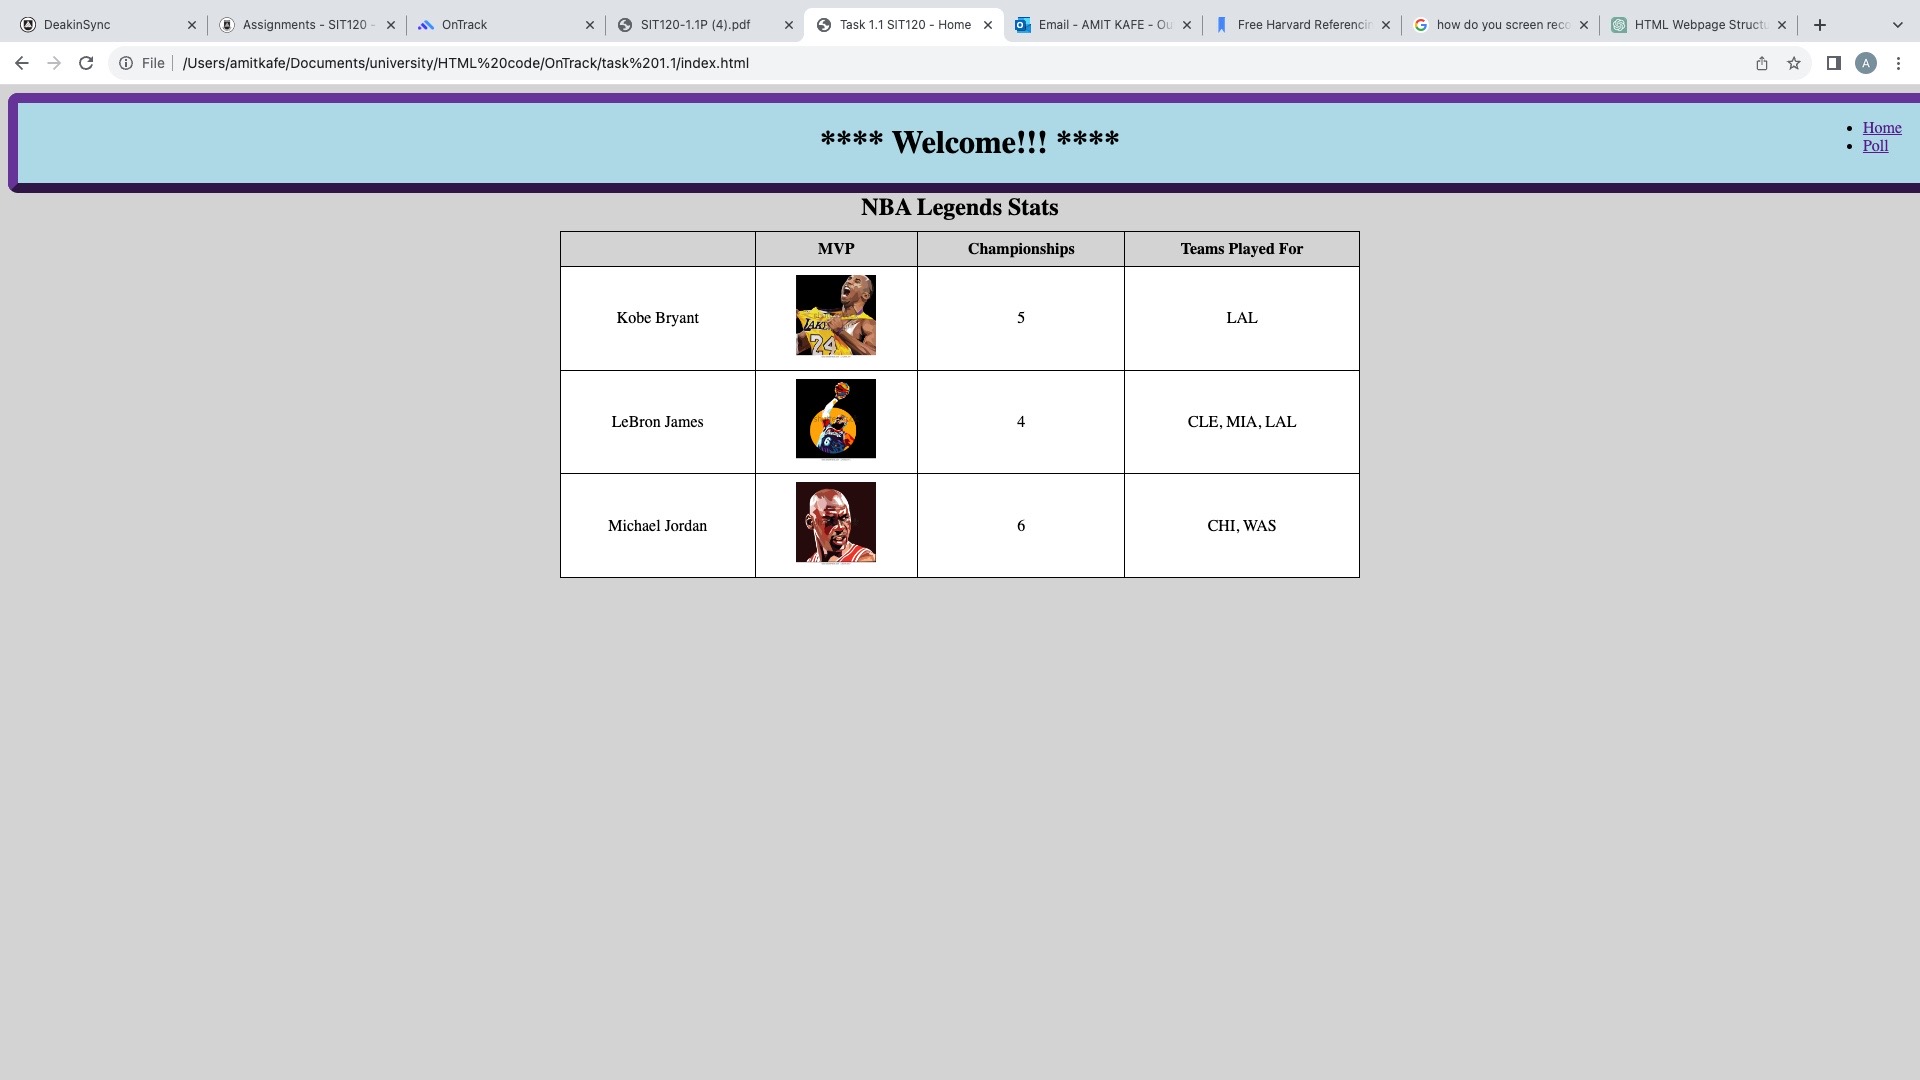 DeakinSync
Assignments - SIT120 -
OnTrack
SIT120-1.1P (4).pdf
Task 1.1 SIT120 - Home
Email - AMIT KAFE - Ou
Free Harvard Referencin
how do you screen reco
HTML Webpage Structu
File
/Users/amitkafe/Documents/university/HTML%20code/OnTrack/task%201.1/index.html
A
**** Welcome!!! ****
• Home
• Poll
NBA Legends Stats
MVP Championships Teams Played For
Kobe Bryant 5 LAL
LAKE
24
LeBron James 4 CLE, MIA, LAL
6
Michael Jordan 6 CHI, WAS